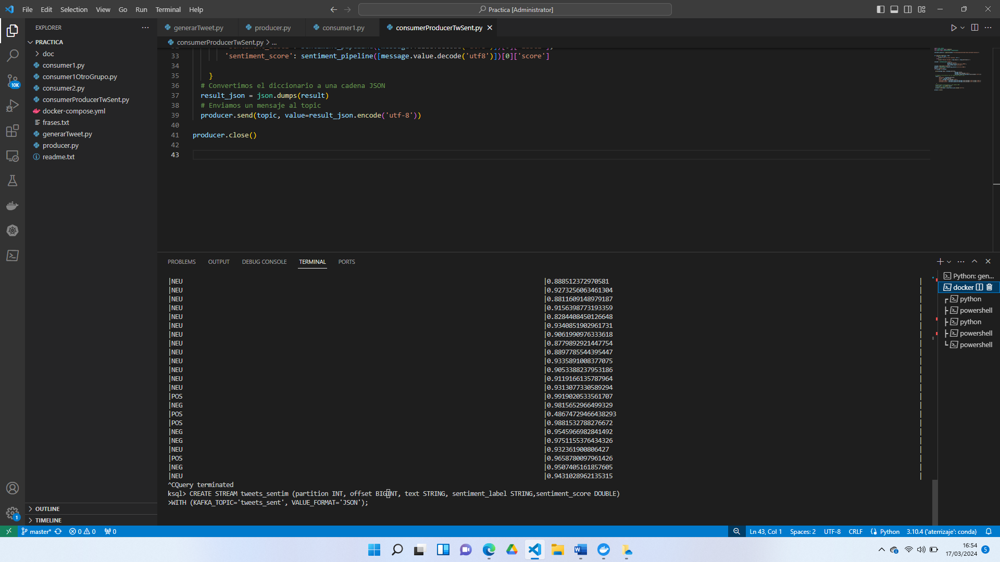 File Edit Selection View Go Run Terminal Help
Practica [Administrator]
EXPLORER
PRACTICA
doc
consumer1.py
consumer1OtroGrupo.py
consumer2.py
consumerProducerTwSent.py
docker-compose.yml
frases.txt
generarTweet.py
producer.py
readme.txt
OUTLINE
TIMELINE
10K
1
generarTweet.py producer.py consumer1.py consumerProducerTwSent.py
consumerProducerTwSent.py > ...
33 'sentiment_score': sentiment_pipeline([message.value.decode('utf8')])[0]['score']
34
35 }
36 # Convertimos el diccionario a una cadena JSON
37 result_json = json.dumps(result)
38 # Enviamos un mensaje al topic
39 producer.send(topic, value=result_json.encode('utf-8'))
40
41 producer.close()
42
43
PROBLEMS OUTPUT DEBUG CONSOLE TERMINAL PORTS
|NEU |0.888512372970581 |
|NEU |0.9273256063461304 |
|NEU |0.8811609148979187 |
|NEU |0.9156398773193359 |
|NEU |0.8284408450126648 |
|NEU |0.9340851902961731 |
|NEU |0.9061990976333618 |
|NEU |0.8779892921447754 |
|NEU |0.8897785544395447 |
|NEU |0.9335891008377075 |
|NEU |0.9053388237953186 |
|NEU |0.9119166135787964 |
|NEU |0.9313077330589294 |
|POS |0.9919020533561707 |
|NEG |0.9815652966499329 |
|POS |0.48674729466438293 |
|POS |0.9881532788276672 |
|NEG |0.9545966982841492 |
|NEG |0.9751155376434326 |
|NEU |0.932361900806427 |
|POS |0.9658780097961426 |
|NEG |0.9507405161857605 |
|NEU |0.9431028962135315 |
^CQuery terminated
ksql> CREATE STREAM tweets_sentim (partition INT, offset BIGINT, text STRING, sentiment_label STRING,sentiment_score DOUBLE)
>WITH (KAFKA_TOPIC='tweets_sent', VALUE_FORMAT='JSON');
Python: gen...
docker
python
powershell
python
powershell
powershell
master* 0 0 0
Ln 43, Col 1 Spaces: 2 UTF-8 CRLF Python 3.10.4 ('aterrizaje': conda)
16:54
17/03/2024
5